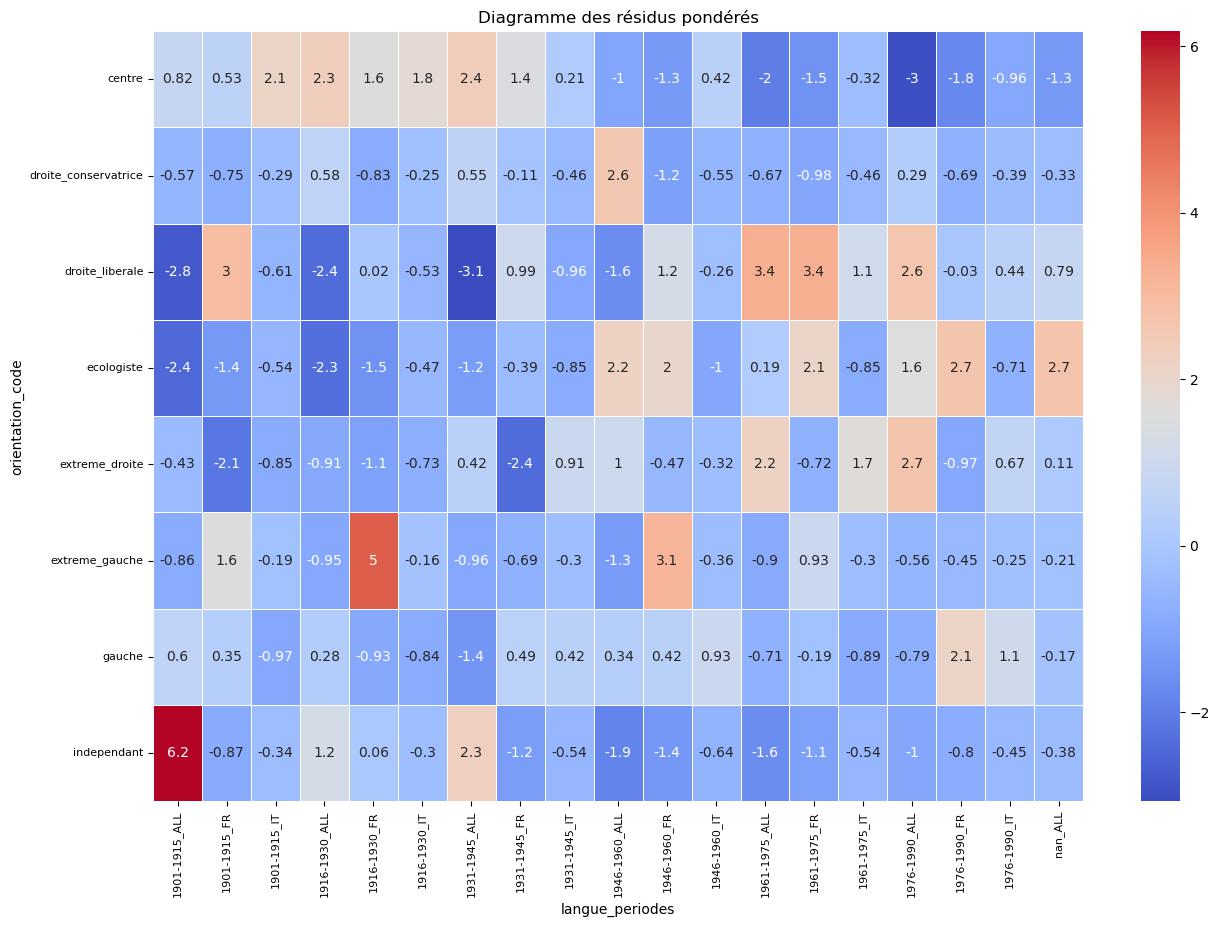 Diagramme des résidus pondérés
centre 0.82 0.53 2.1 2.3 1.6 1.8 2.4 1.4 0.21 -1 -1.3 0.42 -2 -1.5 -0.32 -3 -1.8 -0.96 -1.3
droite_conservatrice -0.57 -0.75 -0.29 0.58 -0.83 -0.25 0.55 -0.11 -0.46 2.6 -1.2 -0.55 -0.67 -0.98 -0.46 0.29 -0.69 -0.39 -0.33
droite_liberale -2.8 3 -0.61 -2.4 0.02 -0.53 -3.1 0.99 -0.96 -1.6 1.2 -0.26 3.4 3.4 1.1 2.6 -0.03 0.44 0.79
ecologiste -2.4 -1.4 -0.54 -2.3 -1.5 -0.47 -1.2 -0.39 -0.85 2.2 2 -1 0.19 2.1 -0.85 1.6 2.7 -0.71 2.7
extreme_droite -0.43 -2.1 -0.85 -0.91 -1.1 -0.73 0.42 -2.4 0.91 1 -0.47 -0.32 2.2 -0.72 1.7 2.7 -0.97 0.67 0.11
extreme_gauche -0.86 1.6 -0.19 -0.95 5 -0.16 -0.96 -0.69 -0.3 -1.3 3.1 -0.36 -0.9 0.93 -0.3 -0.56 -0.45 -0.25 -0.21
gauche 0.6 0.35 -0.97 0.28 -0.93 -0.84 -1.4 0.49 0.42 0.34 0.42 0.93 -0.71 -0.19 -0.89 -0.79 2.1 1.1 -0.17
independant 6.2 -0.87 -0.34 1.2 0.06 -0.3 2.3 -1.2 -0.54 -1.9 -1.4 -0.64 -1.6 -1.1 -0.54 -1 -0.8 -0.45 -0.38
orientation_code
1901-1915_ALL
1901-1915_FR
1901-1915_IT
1916-1930_ALL
1916-1930_FR
1916-1930_IT
1931-1945_ALL
1931-1945_FR
1931-1945_IT
1946-1960_ALL
1946-1960_FR
1946-1960_IT
1961-1975_ALL
1961-1975_FR
1961-1975_IT
1976-1990_ALL
1976-1990_FR
1976-1990_IT
nan_ALL
langue_periodes
6
4
2
0
−2